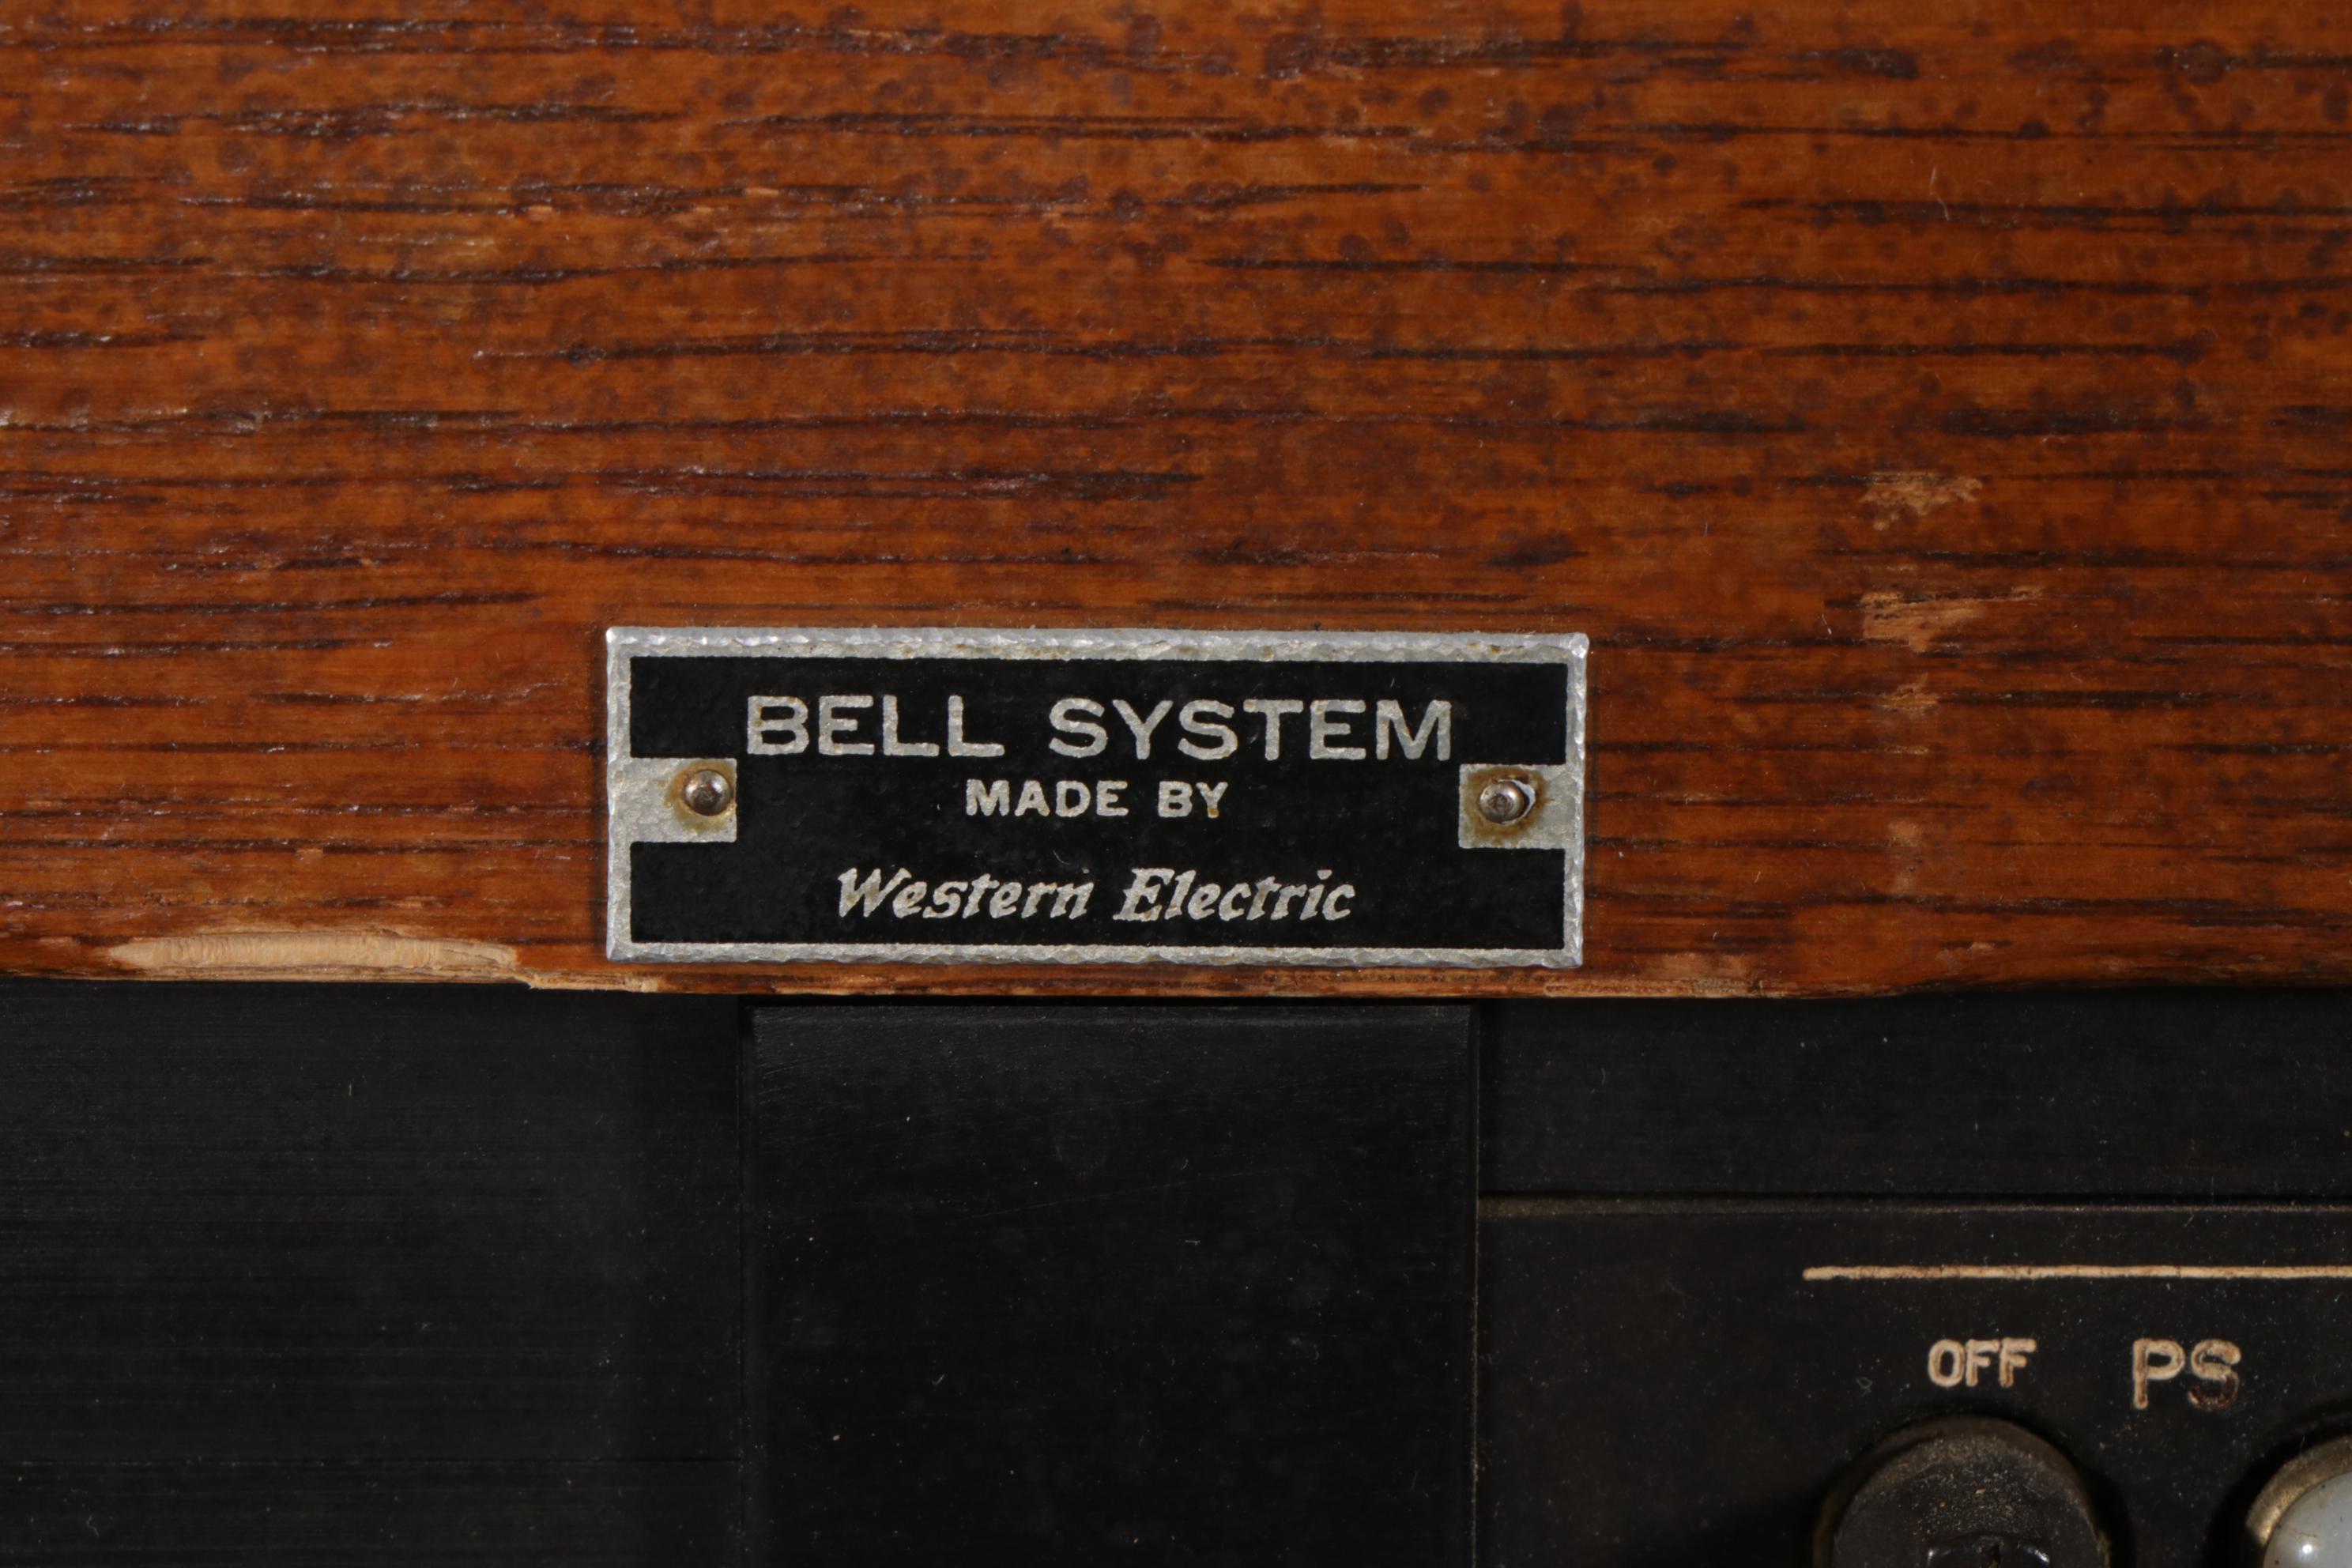 BELL SYSTEM
MADE BY
Western Electric
OFF PS